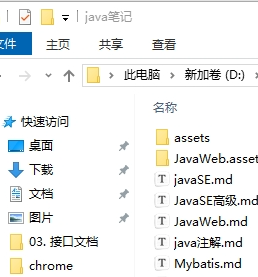 java笔记
文件 主页 共享 查看
此电脑 新加卷 (D:)
名称
快速访问
桌面
下载
文档
图片
03. 接口文档
chrome
assets
JavaWeb.asset
javaSE.md
JavaSE高级.md
JavaWeb.md
java注解.md
Mybatis.md